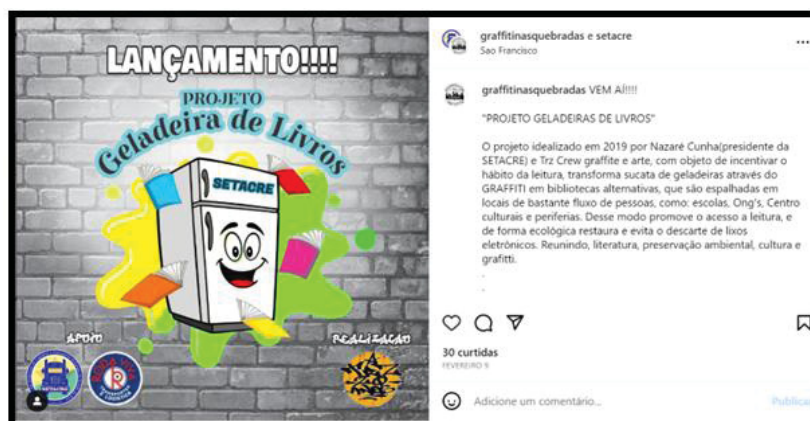 LANÇAMENTO!!!!
PROJETO
Geladeira de Livros
SETACRE
APOIO
REALIZAÇÃO
RODA VIVA
graffitinasquebradas e setacre
Sao Francisco
graffitinasquebradas VEM AÍ!!!!
"PROJETO GELADEIRAS DE LIVROS"
O projeto idealizado em 2019 por Nazaré Cunha(presidente da
SETACRE) e Trz Crew graffite e arte, com objeto de incentivar o
hábito da leitura, transforma sucata de geladeiras através do
GRAFFITI em bibliotecas alternativas, que são espalhadas em
locais de bastante fluxo de pessoas, como: escolas, Ong's, Centro
culturais e periferias. Desse modo promove o acesso a leitura, e
de forma ecológica restaura e evita o descarte de lixos
eletrônicos. Reunindo, literatura, preservação ambiental, cultura e
grafitti.
.
.
30 curtidas
FEVEREIRO 9
Adicione um comentário...
Publicar